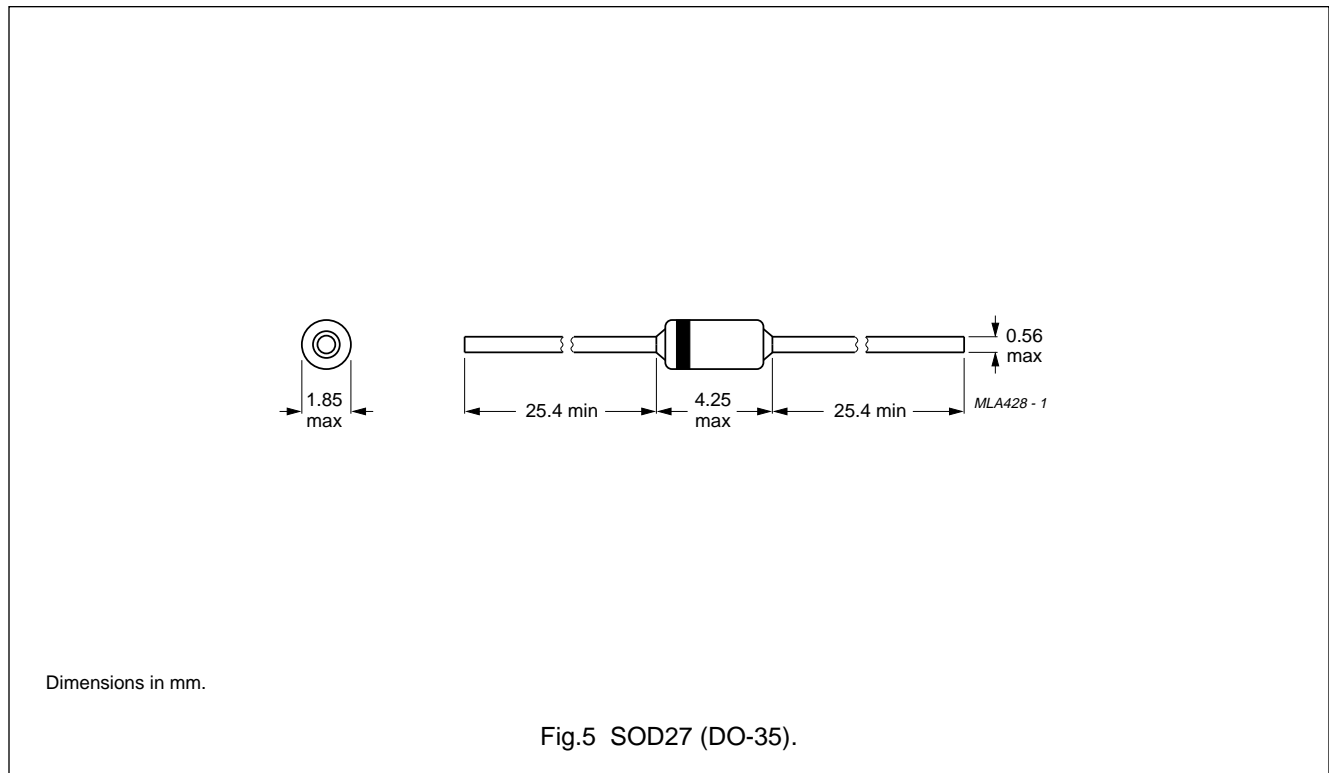 0.56
max
1.85
max
25.4 min
4.25
max
25.4 min
MLA428 - 1
Dimensions in mm.
Fig.5 SOD27 (DO-35).